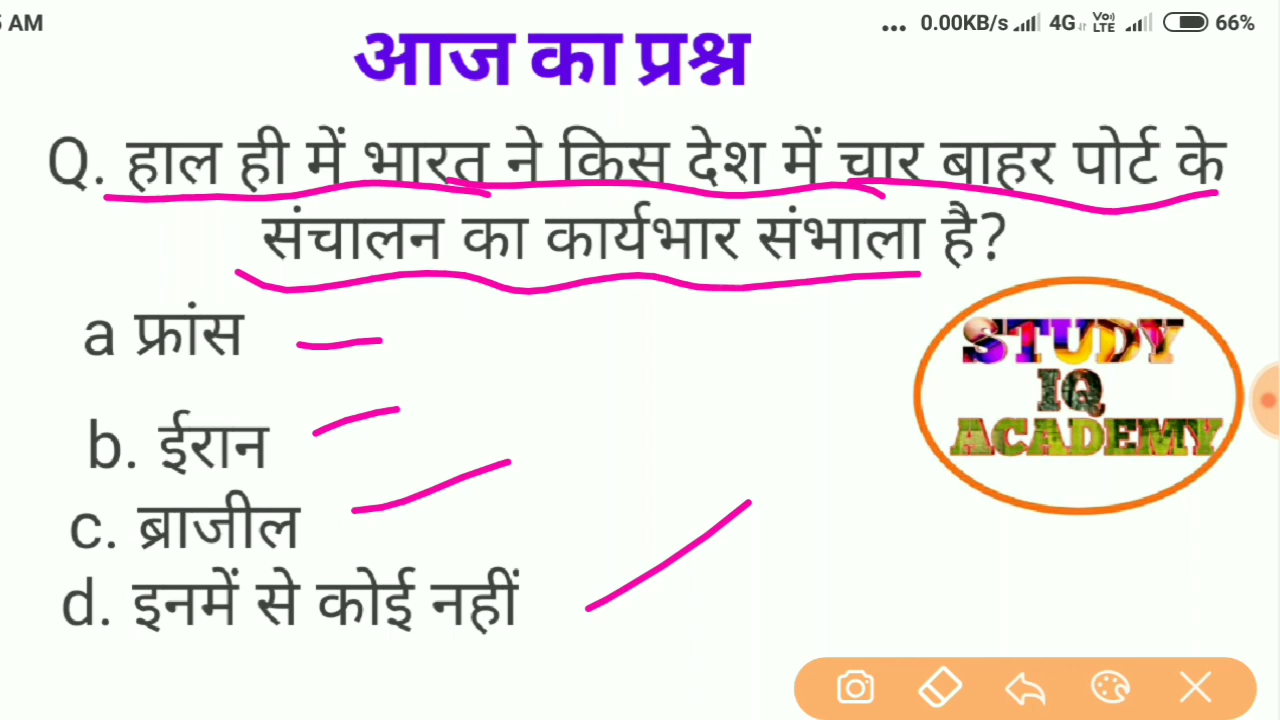 5 AM ... 0.00KB/s 4G Vo) LTE 66%
आज का प्रश्न
Q. हाल ही में भारत ने किस देश में चार बाहर पोर्ट के
संचालन का कार्यभार संभाला है?
a फ्रांस
b. ईरान
c. ब्राजील
d. इनमें से कोई नहीं
STUDY
IQ
ACADEMY